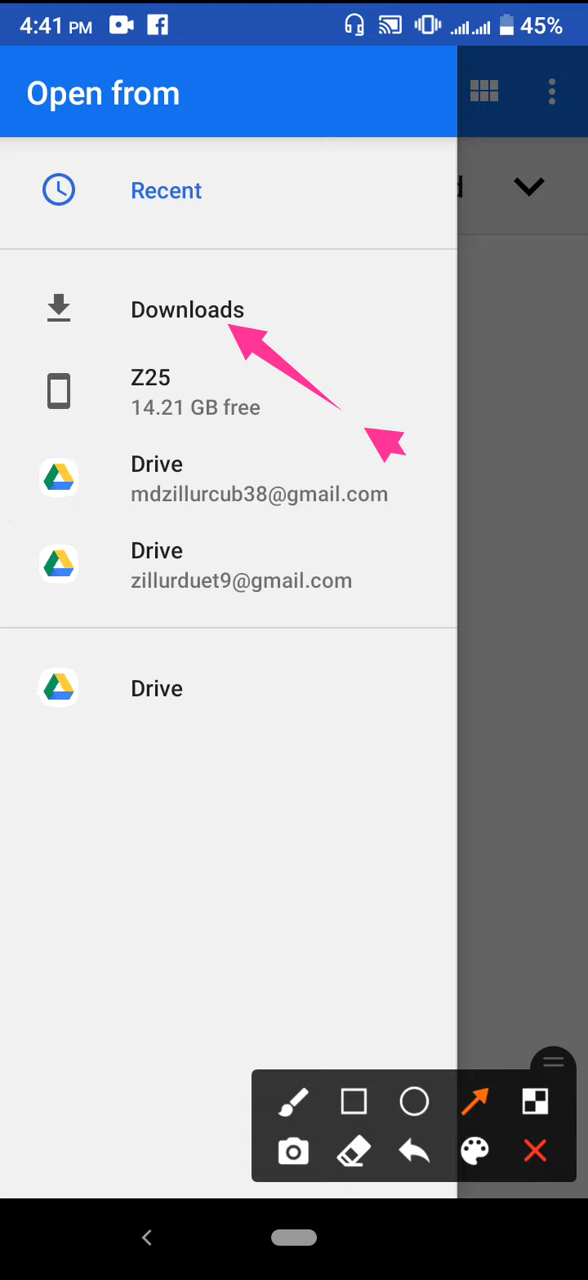 4:41 PM 45%
Open from
Recent
Downloads
Z25
14.21 GB free
Drive
mdzillurcub38@gmail.com
Drive
zillurduet9@gmail.com
Drive